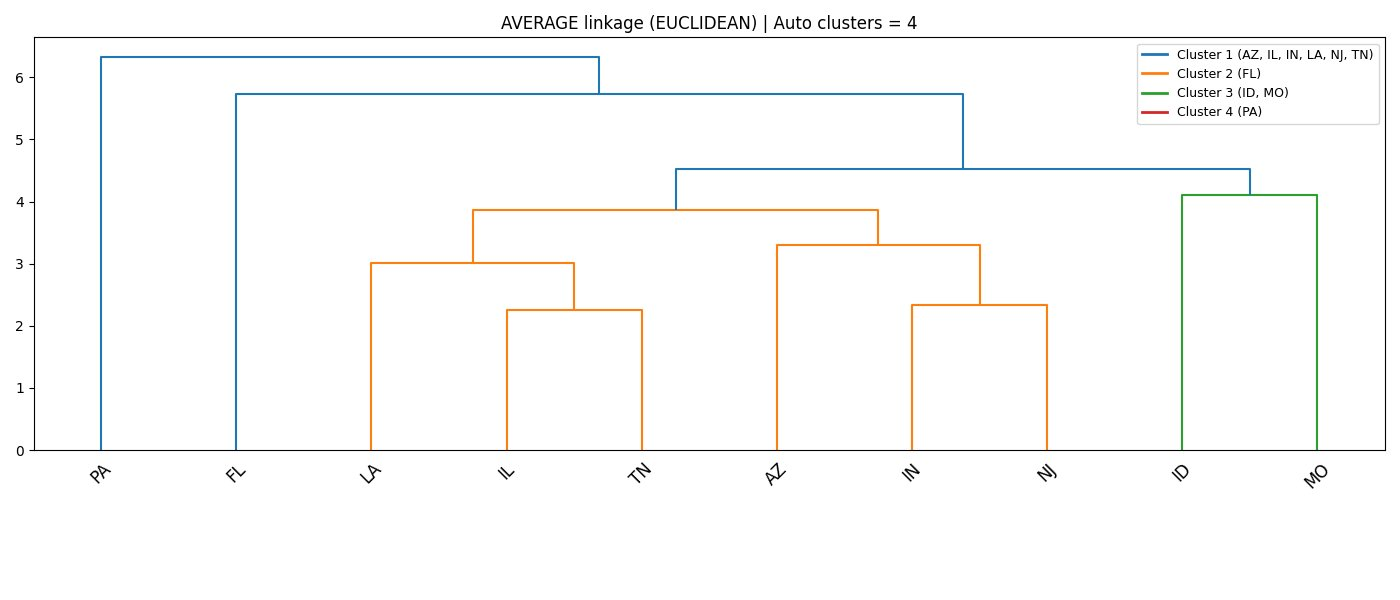 AVERAGE linkage (EUCLIDEAN) | Auto clusters = 4
Cluster 1 (AZ, IL, IN, LA, NJ, TN)
Cluster 2 (FL)
Cluster 3 (ID, MO)
Cluster 4 (PA)
6
5
4
3
2
1
0
PA FL LA IL TN AZ IN NJ ID MO